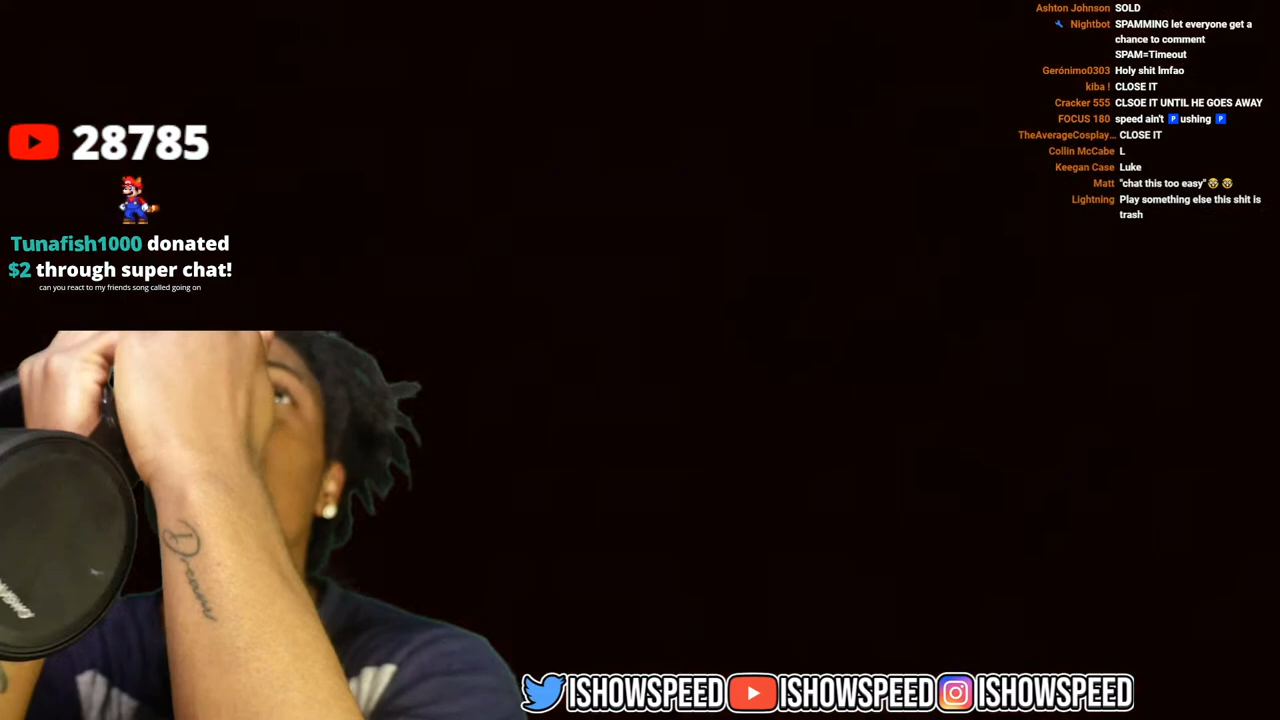 Ashton Johnson SOLD
Nightbot SPAMMING let everyone get a
chance to comment
SPAM=Timeout
Gerónimo0303 Holy shit lmfao
kiba ! CLOSE IT
Cracker 555 CLSOE IT UNTIL HE GOES AWAY
FOCUS 180 speed ain't 🅿️ushing 🅿️
TheAverageCosplay... CLOSE IT
Collin McCabe L
Keegan Case Luke
Matt "chat this too easy"🤓🤓
Lightning Play something else this shit is
trash
28785
Tunafish1000 donated
$2 through super chat!
can you react to my friends song called going on
Dream
ISHOWSPEED ISHOWSPEED ISHOWSPEED